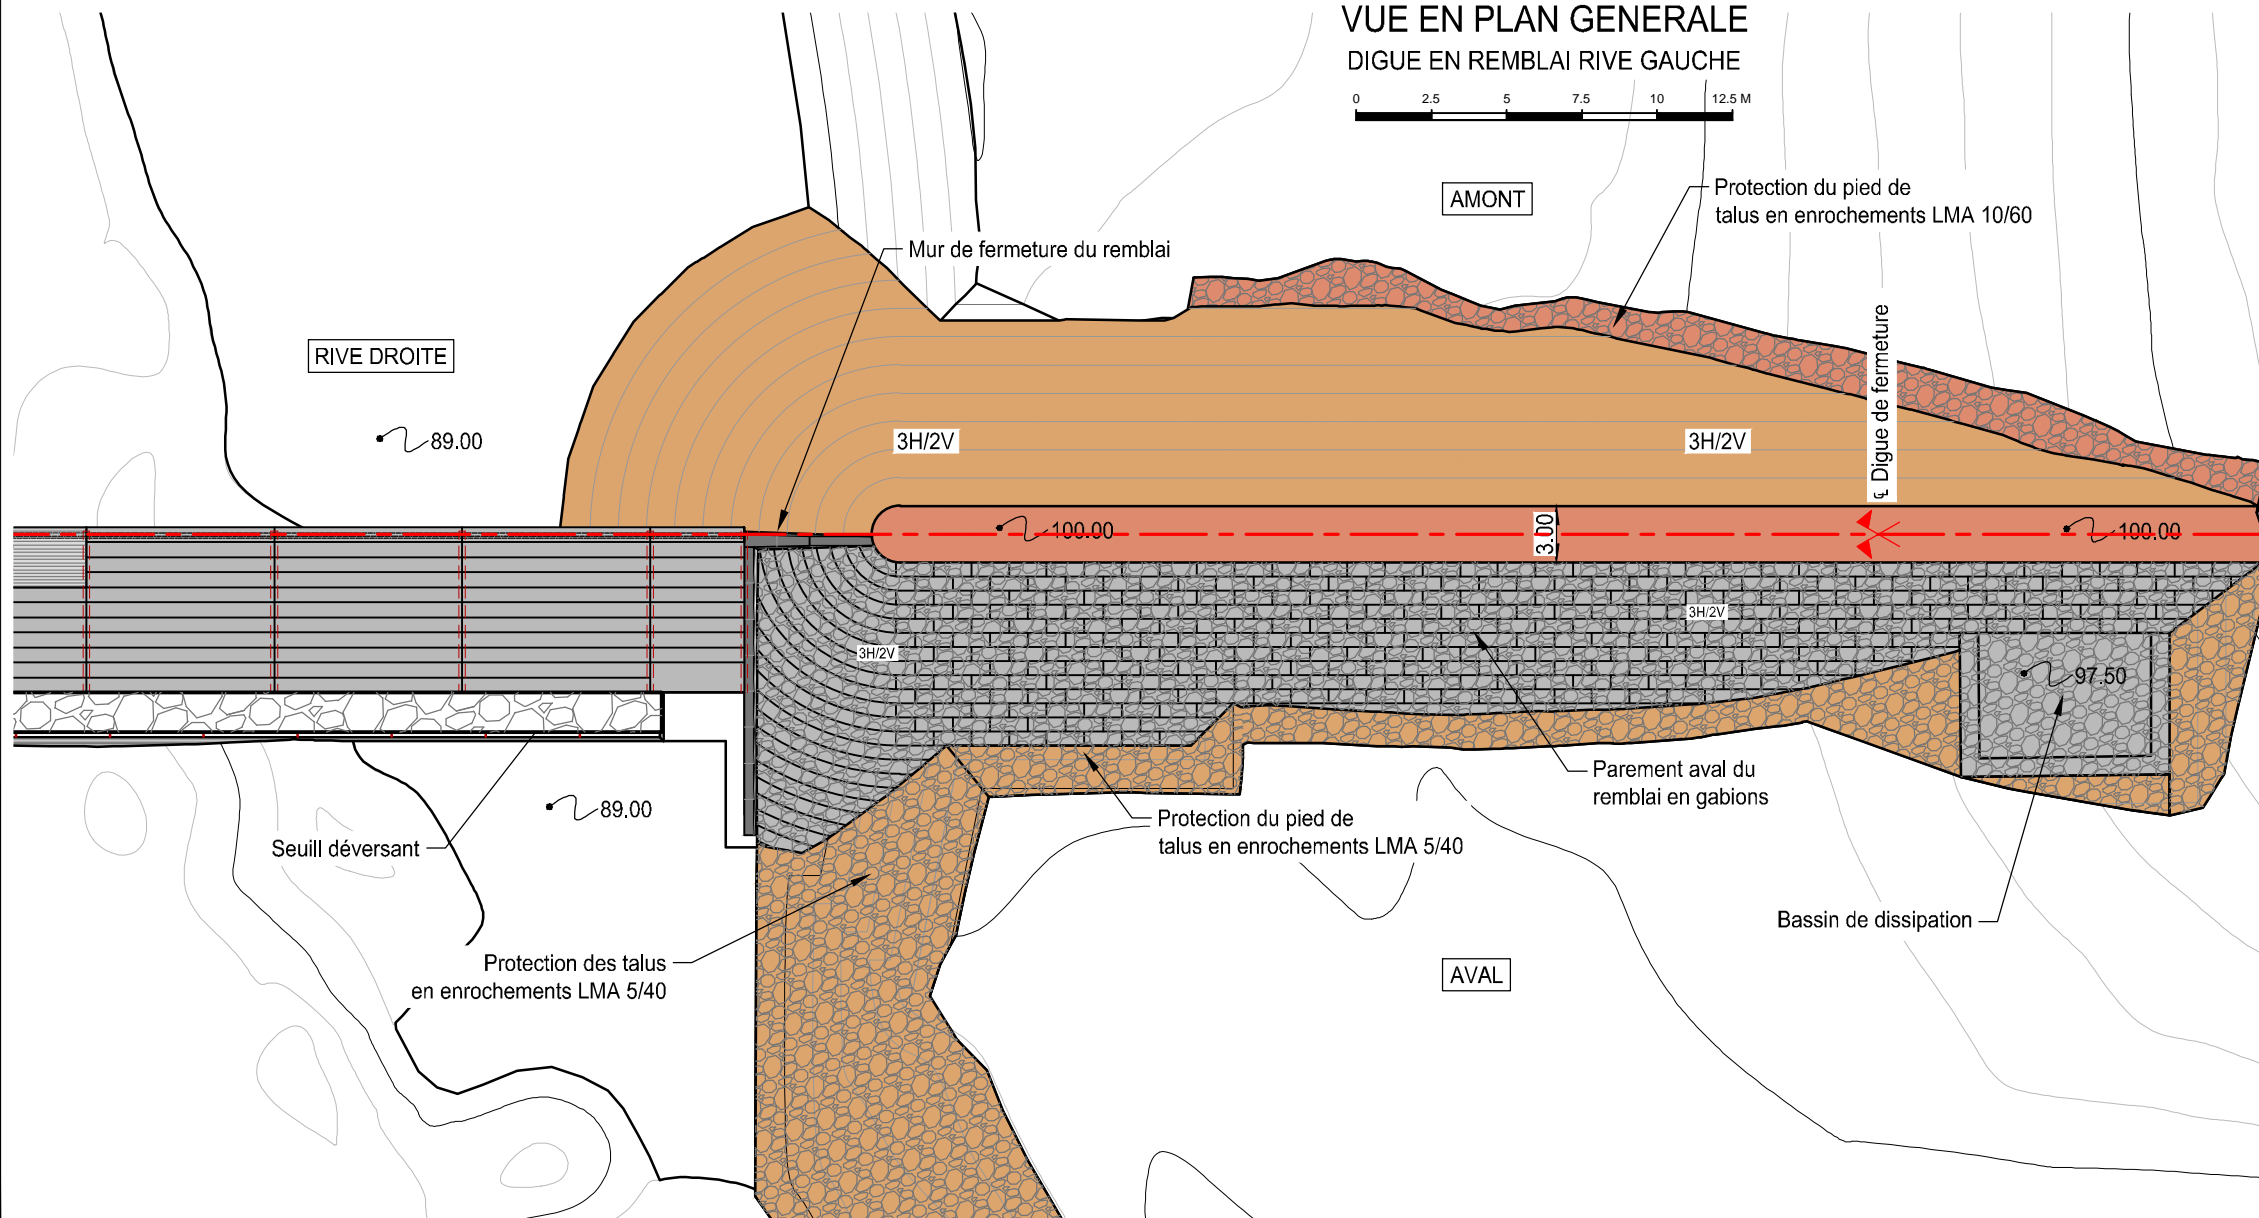 VUE EN PLAN GENERALE
DIGUE EN REMBLAI RIVE GAUCHE
0 2.5 5 7.5 10 12.5 M
AMONT
Protection du pied de
talus en enrochements LMA 10/60
Mur de fermeture du remblai
RIVE DROITE
89.00
3H/2V
3H/2V
℄ Digue de fermeture
100.00
3.00
100.00
3H/2V
3H/2V
97.50
Parement aval du
remblai en gabions
89.00
Protection du pied de
talus en enrochements LMA 5/40
Seuill déversant
Bassin de dissipation
Protection des talus
en enrochements LMA 5/40
AVAL